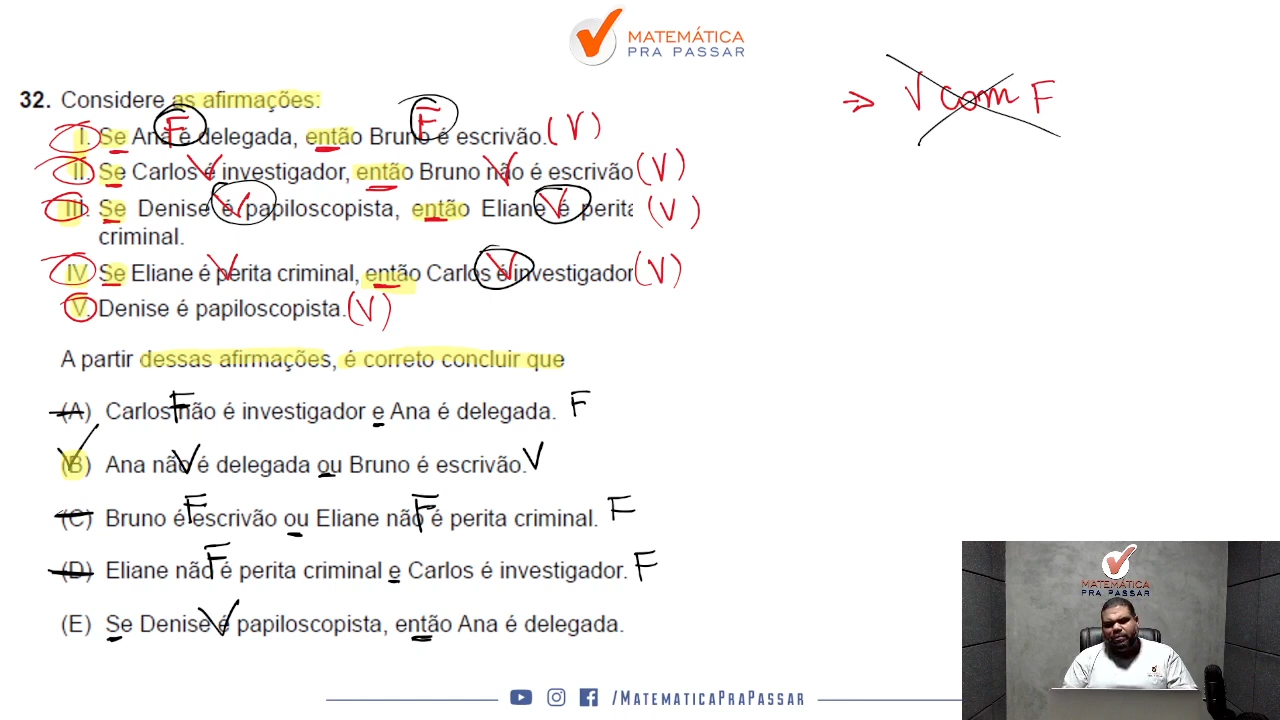 MATEMÁTICA
PRA PASSAR
⇒ V com F
32. Considere as afirmações:
F F
I. Se Ana é delegada, então Bruno é escrivão. (V)
V V
II. Se Carlos é investigador, então Bruno não é escrivão (V)
V V
III. Se Denise é papiloscopista, então Eliane é perita (V)
criminal.
V V
IV. Se Eliane é perita criminal, então Carlos é investigador (V)
V. Denise é papiloscopista. (V)
A partir dessas afirmações, é correto concluir que
F
(A) Carlos não é investigador e Ana é delegada. F
V
(B) Ana não é delegada ou Bruno é escrivão. V
F F
(C) Bruno é escrivão ou Eliane não é perita criminal. F
F
(D) Eliane não é perita criminal e Carlos é investigador. F
V
(E) Se Denise é papiloscopista, então Ana é delegada.
MATEMÁTICA
PRA PASSAR
/MATEMATICAPRAPASSAR